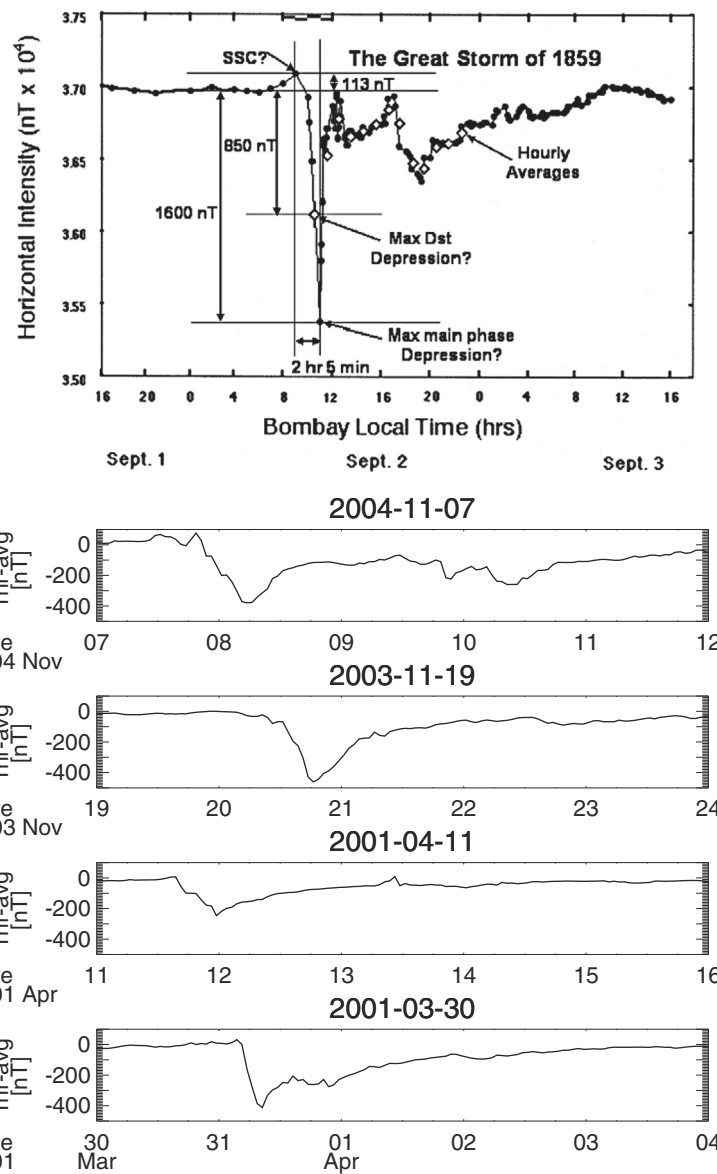 The Great Storm of 1859
SSC?
113 nT
850 nT
1600 nT
Hourly
Averages
Max Dst
Depression?
Max main phase
Depression?
2 hr 5 min
3.75
3.70
3.65
3.60
3.55
3.50
Horizontal Intensity (nT x 10⁴)
16 20 0 4 8 12 16 20 0 4 8 12 16
Bombay Local Time (hrs)
Sept. 1 Sept. 2 Sept. 3
2004-11-07
[nT]
0
-200
-400
07 08 09 10 11 12
04 Nov
2003-11-19
[nT]
0
-200
-400
19 20 21 22 23 24
03 Nov
2001-04-11
[nT]
0
-200
-400
11 12 13 14 15 16
01 Apr
2001-03-30
[nT]
0
-200
-400
30 31 01 02 03 04
Mar Apr